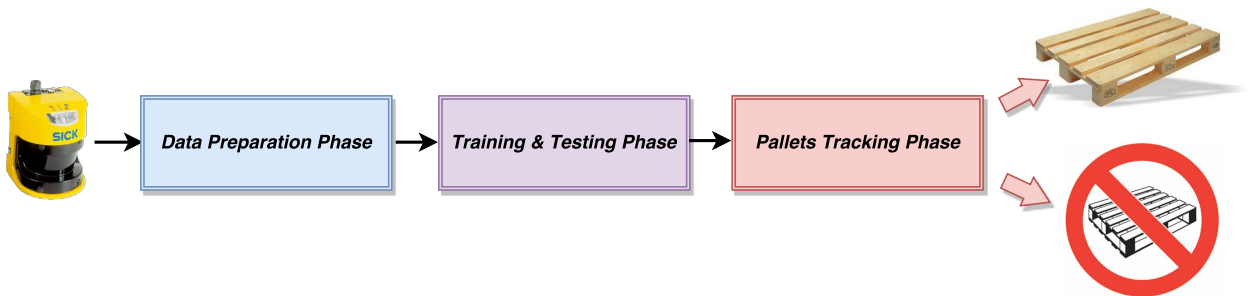 SICK
Data Preparation Phase
Training & Testing Phase
Pallets Tracking Phase